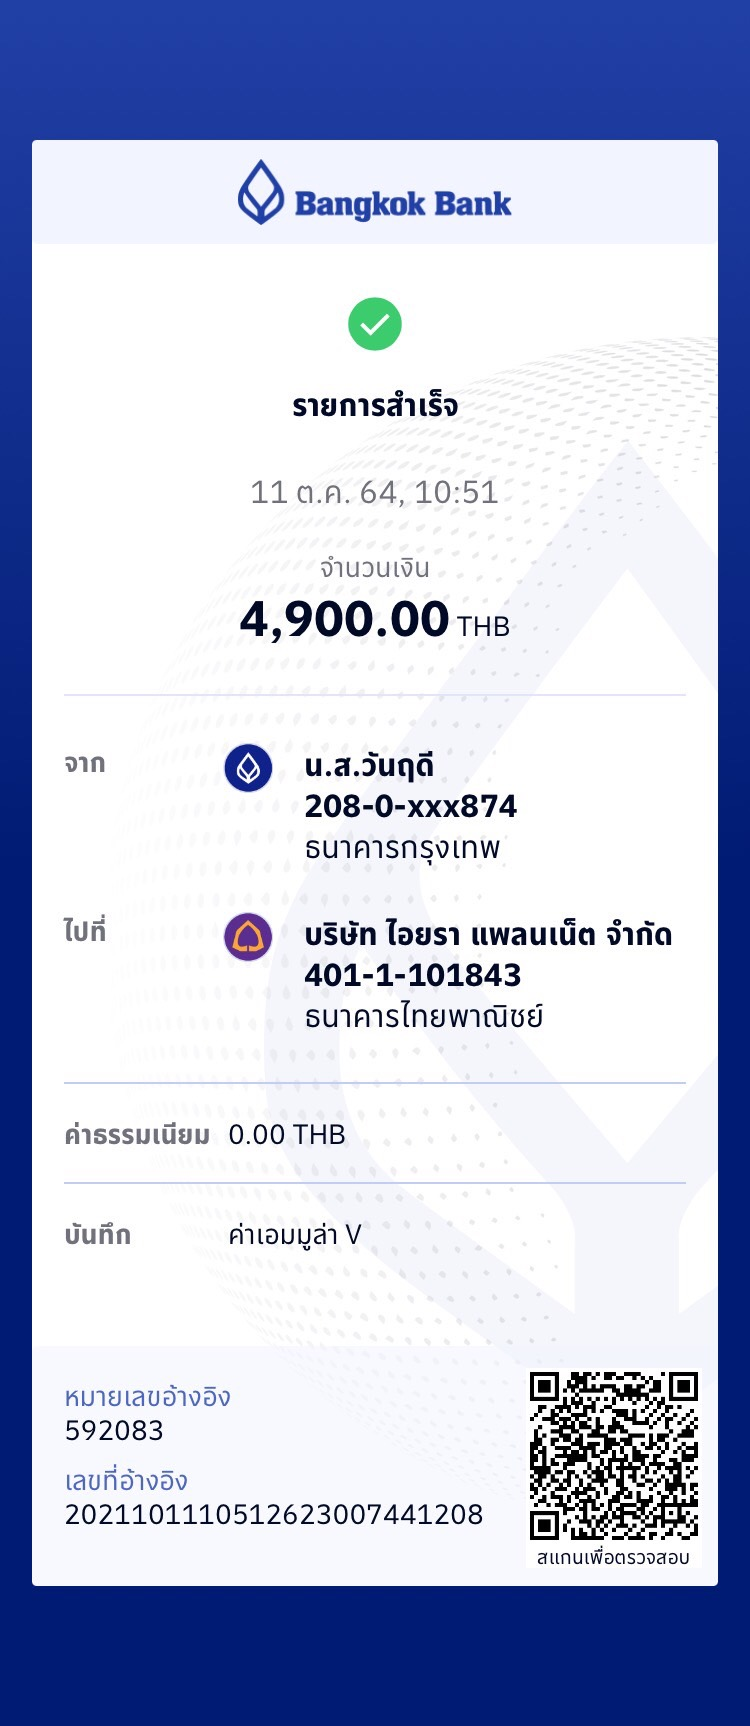 Bangkok Bank
รายการสำเร็จ
11 ต.ค. 64, 10:51
จำนวนเงิน
4,900.00 THB
จาก
น.ส.วันฤดี
208-0-xxx874
ธนาคารกรุงเทพ
ไปที่
บริษัท ไอยรา แพลนเน็ต จำกัด
401-1-101843
ธนาคารไทยพาณิชย์
ค่าธรรมเนียม 0.00 THB
บันทึก ค่าเอมมูล่า V
หมายเลขอ้างอิง
592083
เลขที่อ้างอิง
2021101110512623007441208
สแกนเพื่อตรวจสอบ